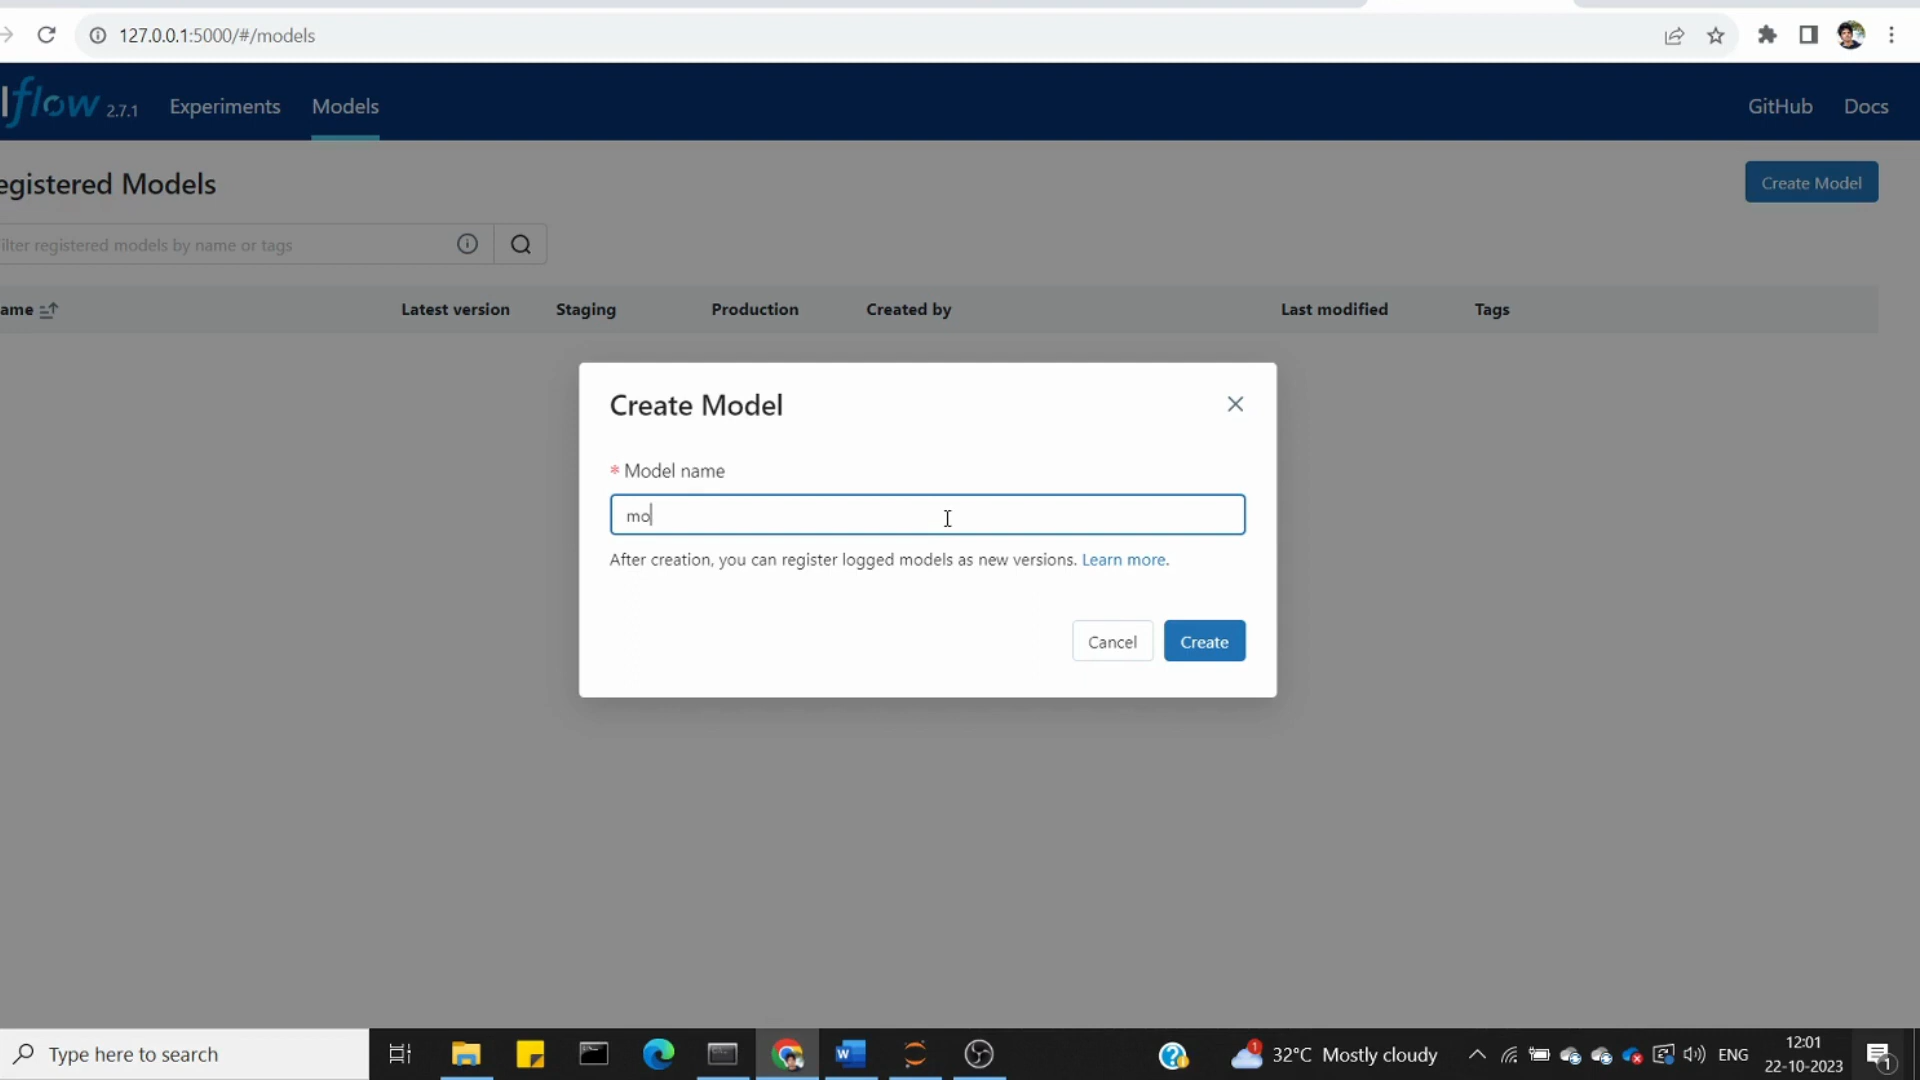 127.0.0.1:5000/#/models
lflow 2.7.1 Experiments Models GitHub Docs
egistered Models
Create Model
ilter registered models by name or tags
ame Latest version Staging Production Created by Last modified Tags
Create Model
* Model name
mo
After creation, you can register logged models as new versions. Learn more.
Cancel Create
Type here to search
32°C Mostly cloudy
ENG
12:01
22-10-2023
1
1